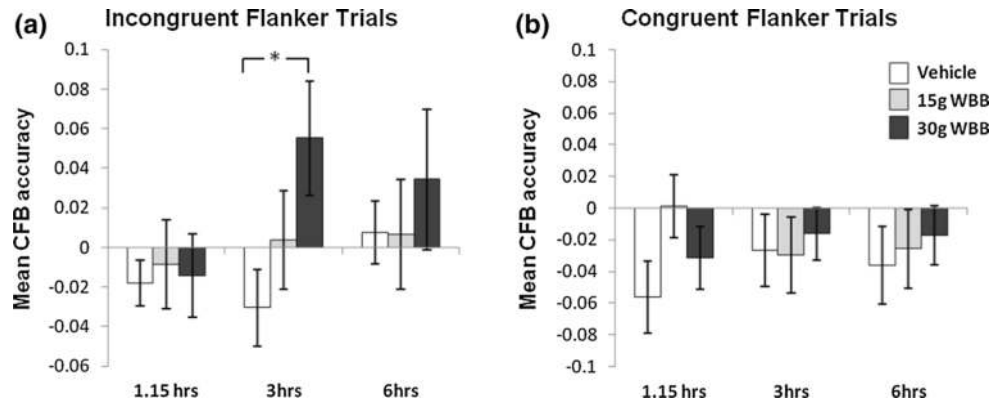 (a) Incongruent Flanker Trials
Mean CFB accuracy
0.1
0.08
0.06
0.04
0.02
0
-0.02
-0.04
-0.06
*
1.15 hrs 3hrs 6hrs
(b) Congruent Flanker Trials
Mean CFB accuracy
0.1
0.08
0.06
0.04
0.02
0
-0.02
-0.04
-0.06
-0.08
-0.1
Vehicle
15g WBB
30g WBB
1.15 hrs 3hrs 6hrs